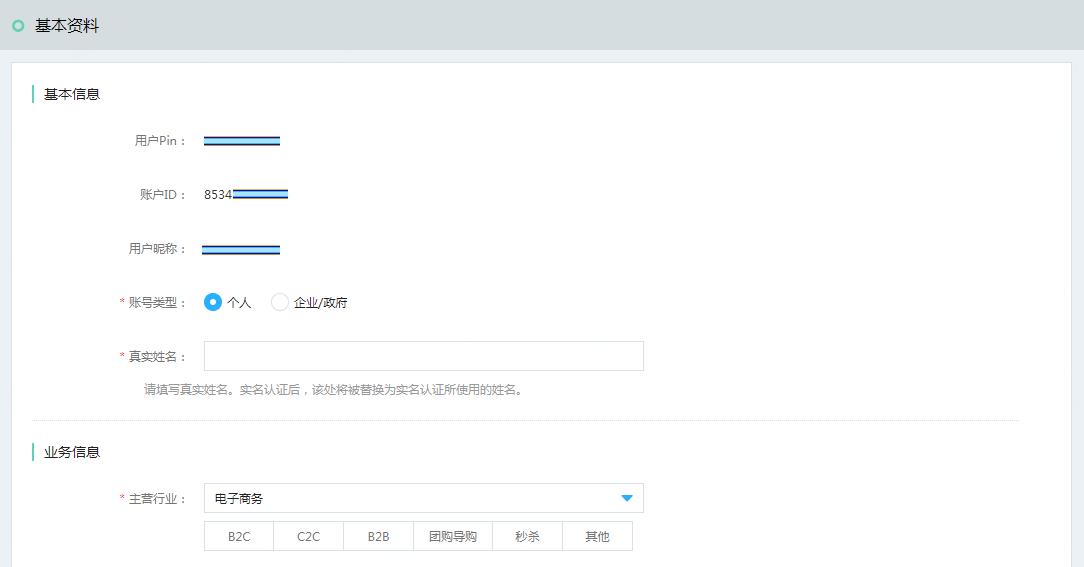 基本资料
基本信息
用户Pin：
账户ID： 8534
用户昵称：
* 账号类型： 个人 企业/政府
* 真实姓名：
请填写真实姓名。实名认证后，该处将被替换为实名认证所使用的姓名。
业务信息
* 主营行业： 电子商务
B2C C2C B2B 团购导购 秒杀 其他